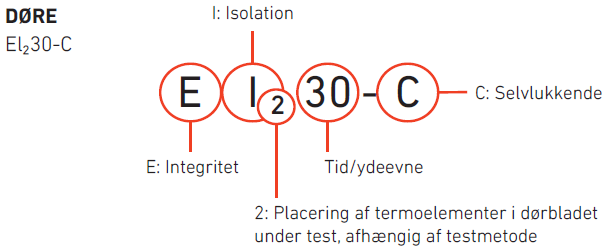 DØRE
EI₂30-C
I: Isolation
E I 2 30 - C
C: Selvlukkende
E: Integritet
Tid/ydeevne
2: Placering af termoelementer i dørbladet
under test, afhængig af testmetode